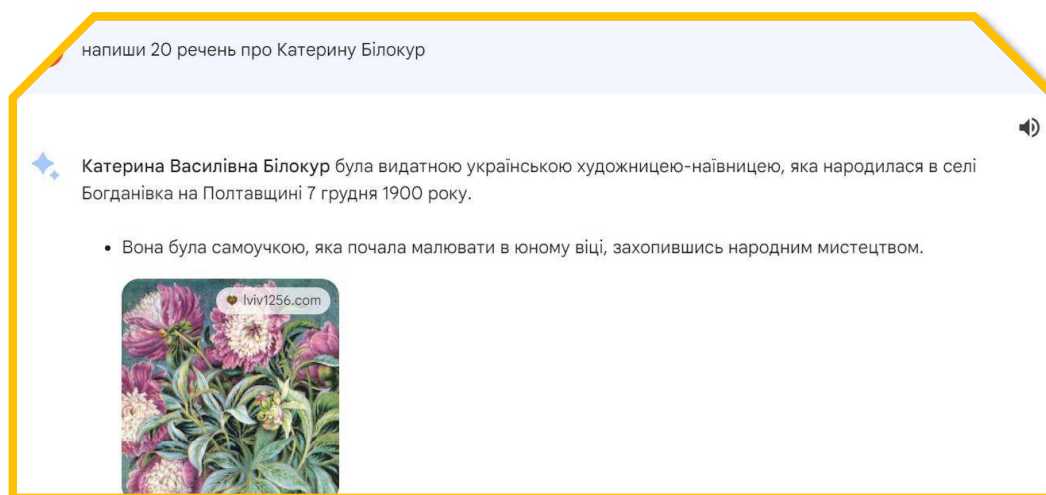 напиши 20 речень про Катерину Білокур
Катерина Василівна Білокур була видатною українською художницею-наївницею, яка народилася в селі
Богданівка на Полтавщині 7 грудня 1900 року.
• Вона була самоучкою, яка почала малювати в юному віці, захопившись народним мистецтвом.
lviv1256.com